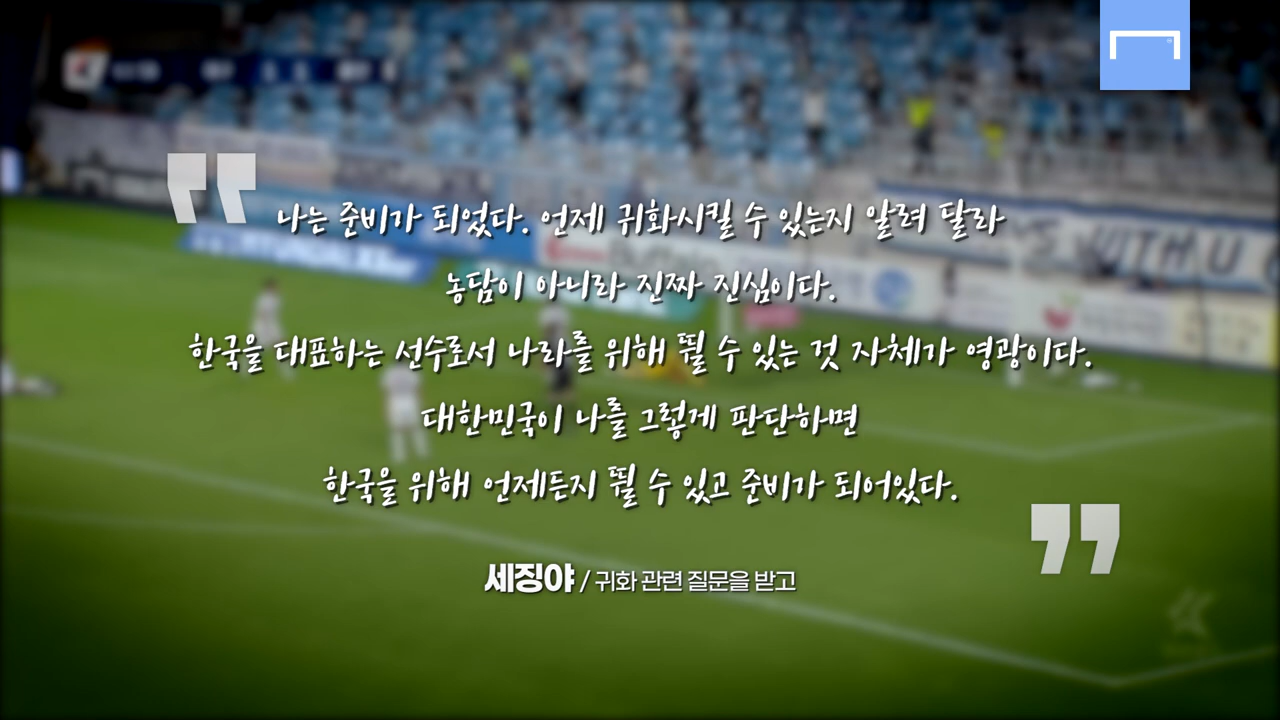 "나는 준비가 되었다. 언제 귀화시킬 수 있는지 알려 달라
농담이 아니라 진짜 진심이다.
한국을 대표하는 선수로서 나라를 위해 뛸 수 있는 것 자체가 영광이다.
대한민국이 나를 그렇게 판단하면
한국을 위해 언제든지 뛸 수 있고 준비가 되어있다."
세징야 / 귀화 관련 질문을 받고
WITH U